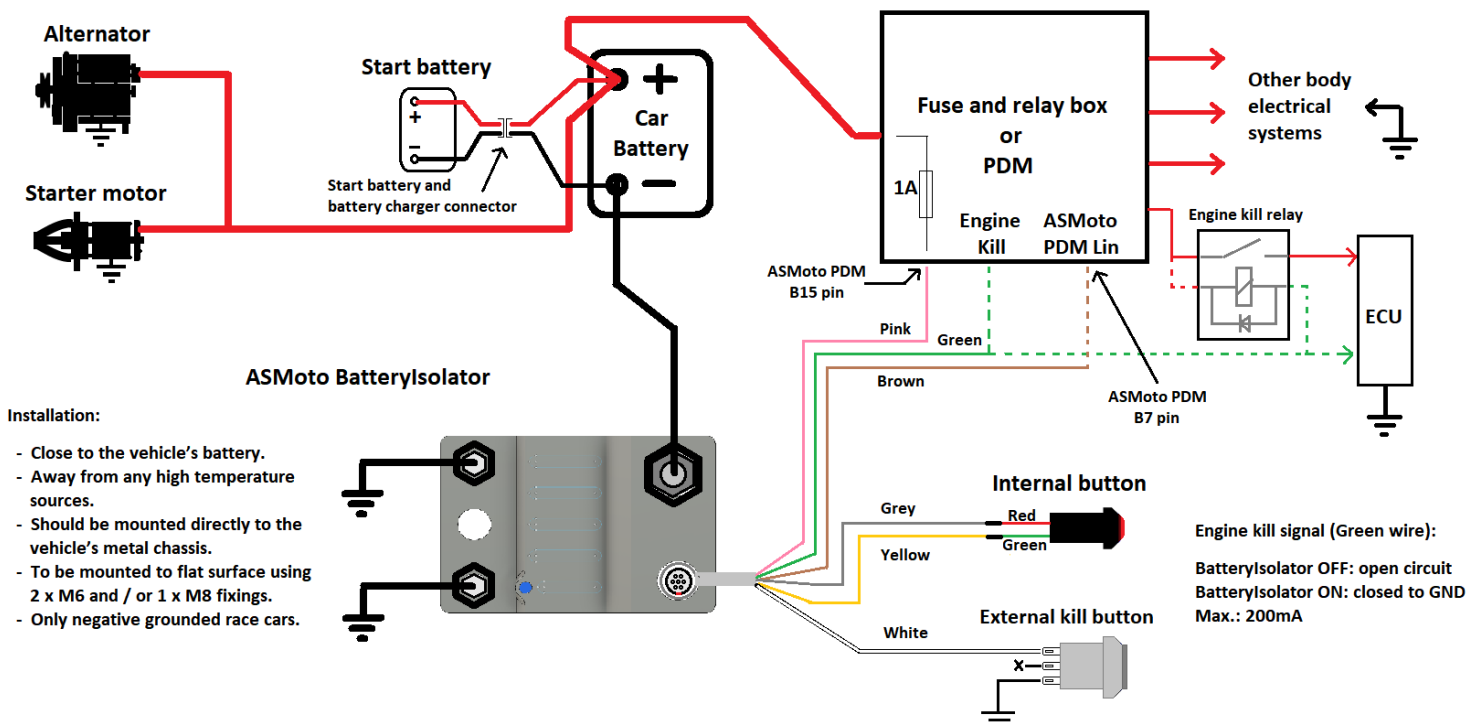 Alternator
Starter motor
Start battery
+
−
Start battery and
battery charger connector
+
Car
Battery
−
Fuse and relay box
or
PDM
1A
Engine
Kill
ASMoto
PDM Lin
Other body
electrical
systems
Engine kill relay
ECU
ASMoto PDM
B15 pin
Pink
Green
Brown
ASMoto PDM
B7 pin
ASMoto BatteryIsolator
Installation:
- Close to the vehicle’s battery.
- Away from any high temperature
sources.
- Should be mounted directly to the
vehicle’s metal chassis.
- To be mounted to flat surface using
2 x M6 and / or 1 x M8 fixings.
- Only negative grounded race cars.
Internal button
Grey
Red
Green
Yellow
External kill button
White
X
Engine kill signal (Green wire):
BatteryIsolator OFF: open circuit
BatteryIsolator ON: closed to GND
Max.: 200mA